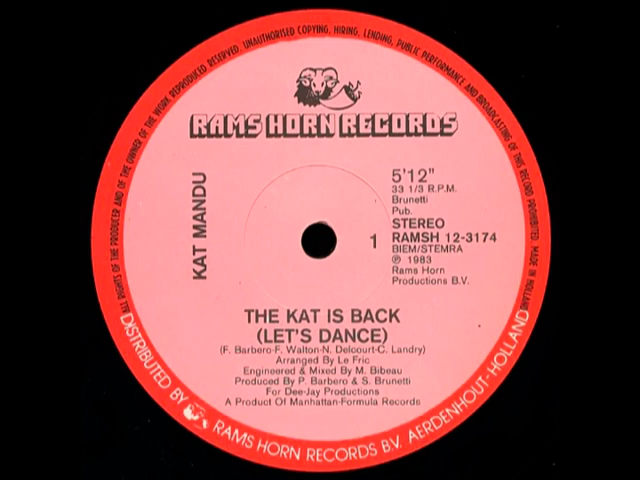 ALL RIGHTS OF THE PRODUCER AND OF THE OWNER OF THE WORK REPRODUCED RESERVED. UNAUTHORISED COPYING, HIRING, LENDING, PUBLIC PERFORMANCE AND BROADCASTING OF THIS RECORD PROHIBITED. MADE IN HOLLAND
RAMS HORN RECORDS
KAT MANDU
5'12"
33 1/3 R.P.M.
Brunetti
Pub.
STEREO
1
RAMSH 12-3174
BIEM/STEMRA
℗ 1983
Rams Horn
Productions B.V.
THE KAT IS BACK
(LET'S DANCE)
(F. Barbero-F. Walton-N. Delcourt-C. Landry)
Arranged By Le Fric
Engineered & Mixed By M. Bibeau
Produced By P. Barbero & S. Brunetti
For Dee-Jay Productions
A Product Of Manhattan-Formula Records
DISTRIBUTED BY RAMS HORN RECORDS B.V. AERDENHOUT-HOLLAND